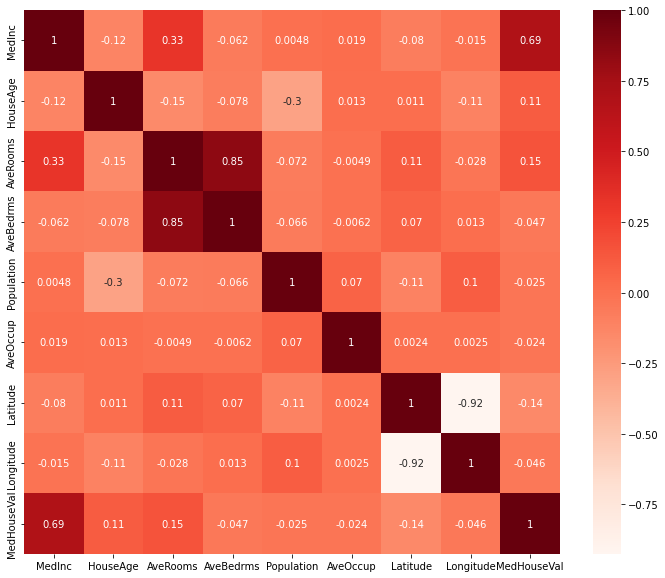 MedInc 1 -0.12 0.33 -0.062 0.0048 0.019 -0.08 -0.015 0.69
HouseAge -0.12 1 -0.15 -0.078 -0.3 0.013 0.011 -0.11 0.11
AveRooms 0.33 -0.15 1 0.85 -0.072 -0.0049 0.11 -0.028 0.15
AveBedrms -0.062 -0.078 0.85 1 -0.066 -0.0062 0.07 0.013 -0.047
Population 0.0048 -0.3 -0.072 -0.066 1 0.07 -0.11 0.1 -0.025
AveOccup 0.019 0.013 -0.0049 -0.0062 0.07 1 0.0024 0.0025 -0.024
Latitude -0.08 0.011 0.11 0.07 -0.11 0.0024 1 -0.92 -0.14
Longitude -0.015 -0.11 -0.028 0.013 0.1 0.0025 -0.92 1 -0.046
MedHouseVal 0.69 0.11 0.15 -0.047 -0.025 -0.024 -0.14 -0.046 1
MedInc HouseAge AveRooms AveBedrms Population AveOccup Latitude Longitude MedHouseVal
1.00
0.75
0.50
0.25
0.00
−0.25
−0.50
−0.75